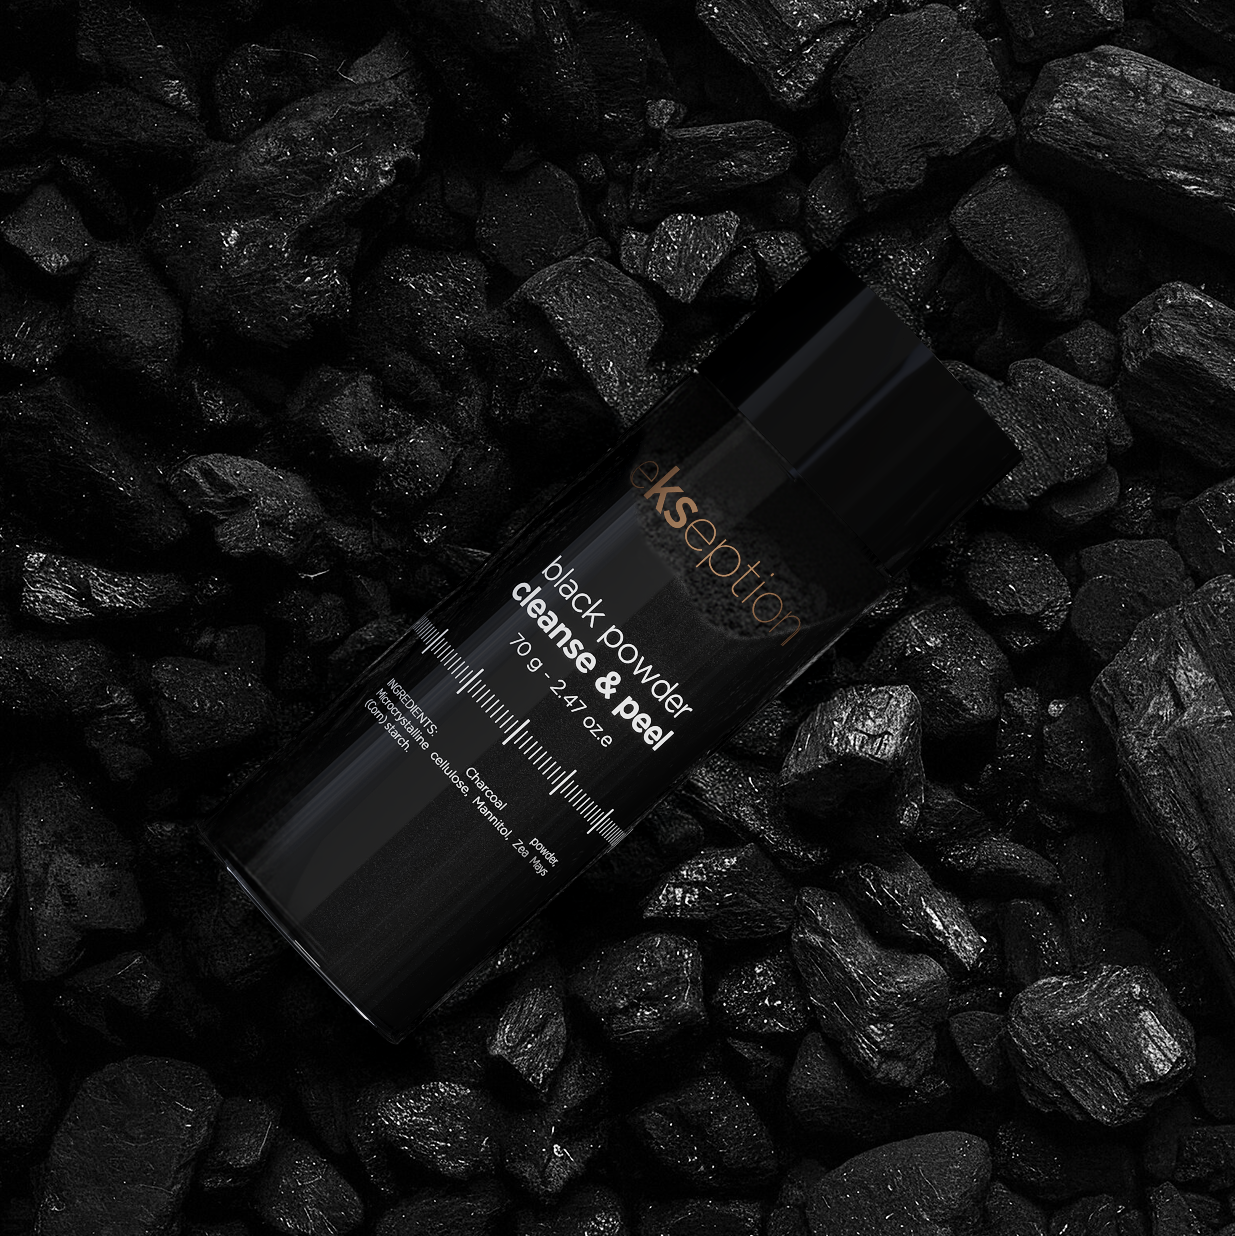 ekseption
black powder
cleanse & peel
70 g - 2.47 oz.e
INGREDIENTS: Charcoal powder,
Microcrystalline cellulose, Mannitol, Zea Mays
(Corn) starch.